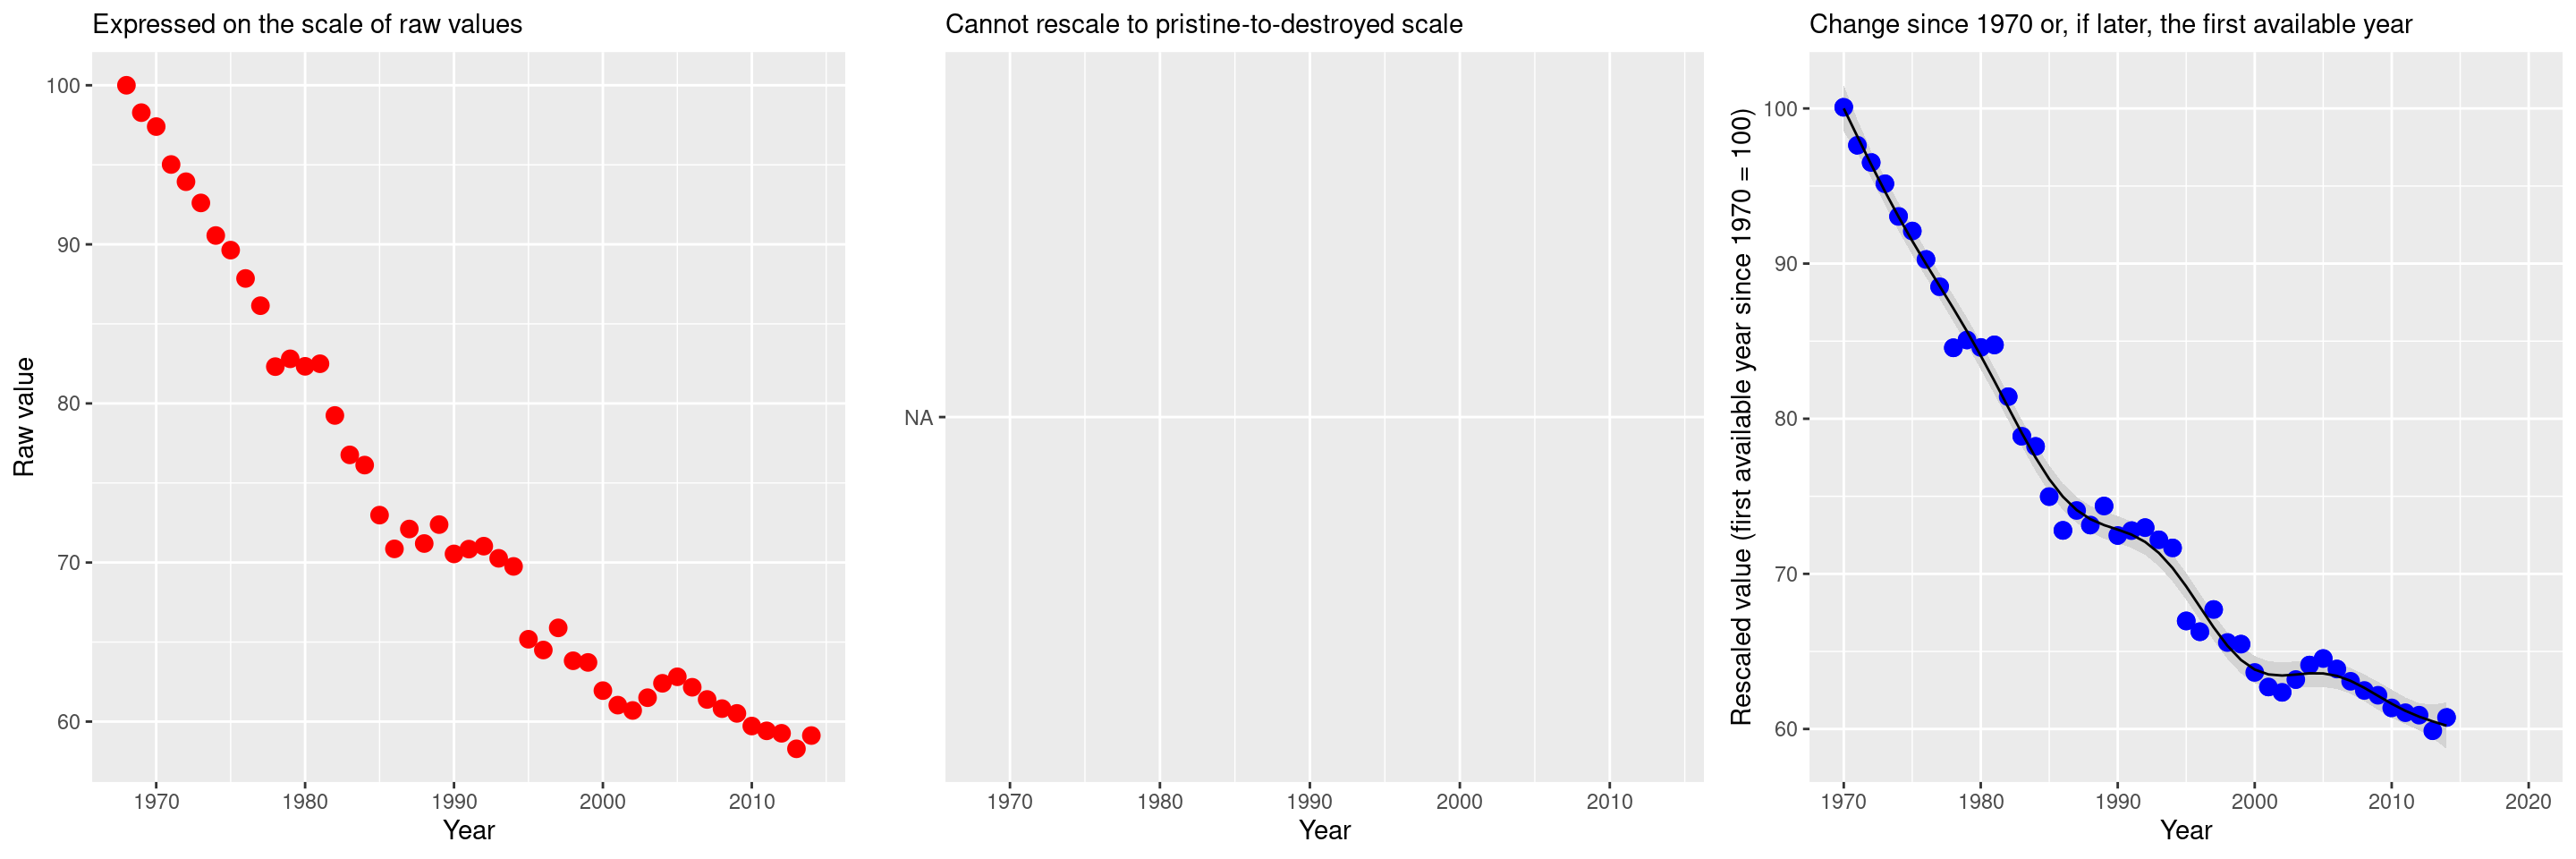 Expressed on the scale of raw values
Raw value
100
90
80
70
60
1970
1980
1990
2000
2010
Year
Cannot rescale to pristine-to-destroyed scale
NA
1970
1980
1990
2000
2010
Year
Change since 1970 or, if later, the first available year
Rescaled value (first available year since 1970 = 100)
100
90
80
70
60
1970
1980
1990
2000
2010
2020
Year